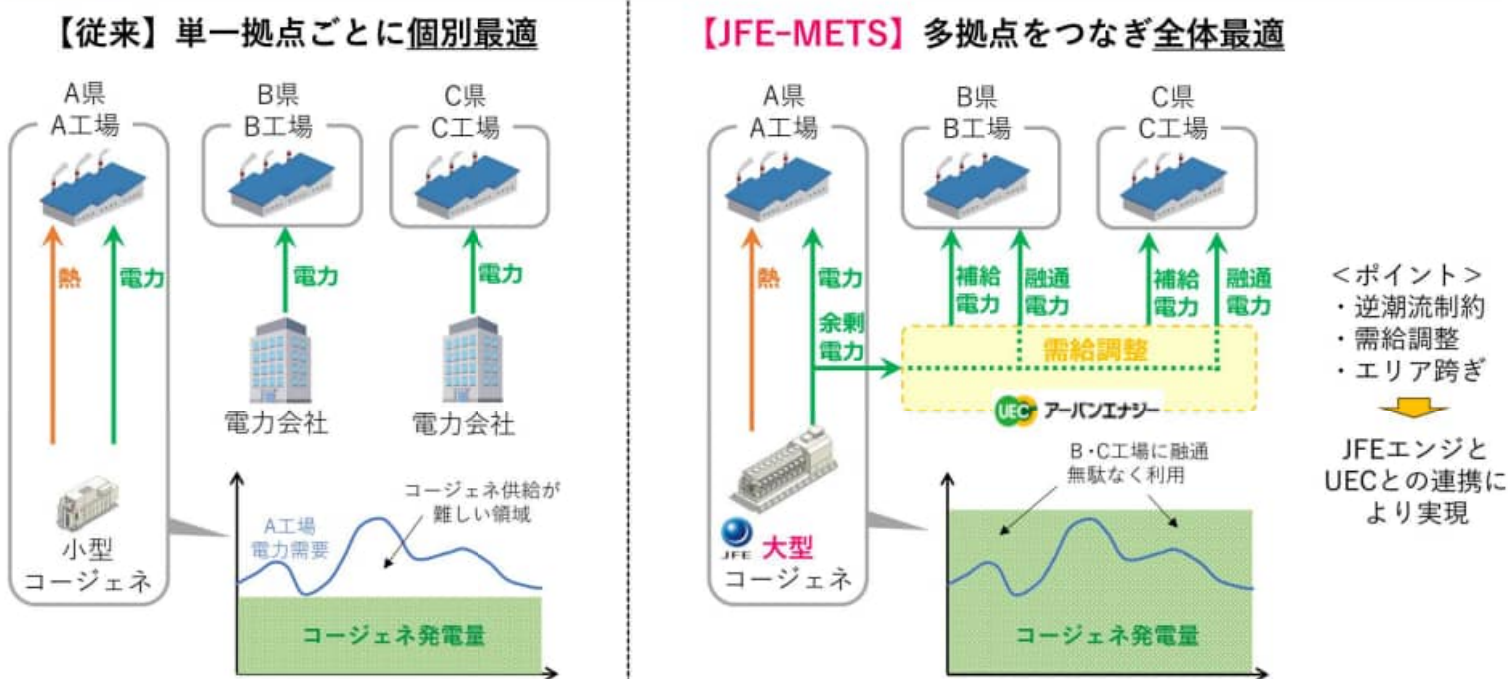 【従来】単一拠点ごとに個別最適
A県
A工場
B県
B工場
C県
C工場
熱
電力
電力
電力
電力会社
電力会社
小型
コージェネ
A工場
電力需要
コージェネ供給が
難しい領域
コージェネ発電量
【JFE-METS】多拠点をつなぎ全体最適
A県
A工場
B県
B工場
C県
C工場
熱
電力
余剰
電力
補給
電力
融通
電力
補給
電力
融通
電力
需給調整
UEC アーバンエナジー
JFE 大型
コージェネ
B・C工場に融通
無駄なく利用
コージェネ発電量
＜ポイント＞
・逆潮流制約
・需給調整
・エリア跨ぎ
JFEエンジと
UECとの連携に
より実現